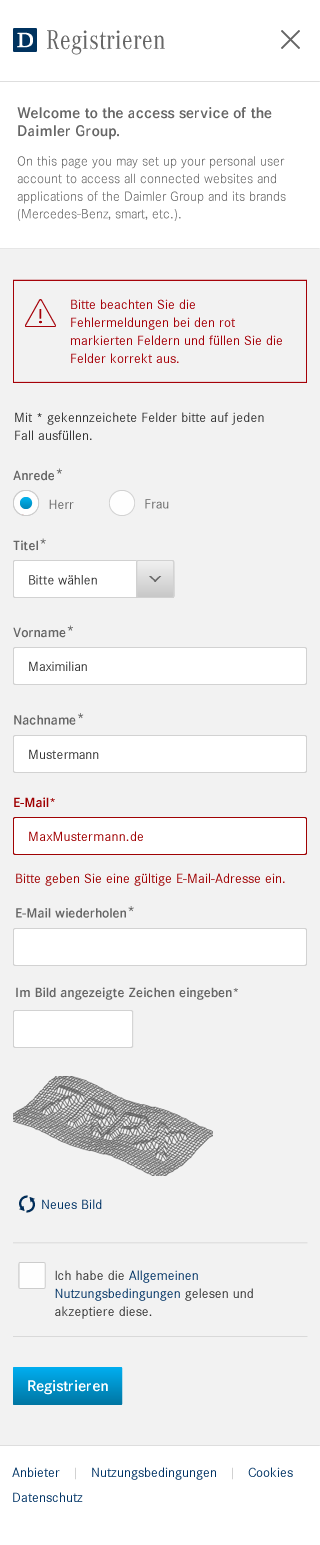 D Registrieren
Welcome to the access service of the
Daimler Group.
On this page you may set up your personal user
account to access all connected websites and
applications of the Daimler Group and its brands
(Mercedes-Benz, smart, etc.).
Bitte beachten Sie die
Fehlermeldungen bei den rot
markierten Feldern und füllen Sie die
Felder korrekt aus.
Mit * gekennzeichete Felder bitte auf jeden
Fall ausfüllen.
Anrede*
Herr Frau
Titel*
Bitte wählen
Vorname*
Maximilian
Nachname*
Mustermann
E-Mail*
MaxMustermann.de
Bitte geben Sie eine gültige E-Mail-Adresse ein.
E-Mail wiederholen*
Im Bild angezeigte Zeichen eingeben*
Neues Bild
Ich habe die Allgemeinen
Nutzungsbedingungen gelesen und
akzeptiere diese.
Registrieren
Anbieter | Nutzungsbedingungen | Cookies
Datenschutz